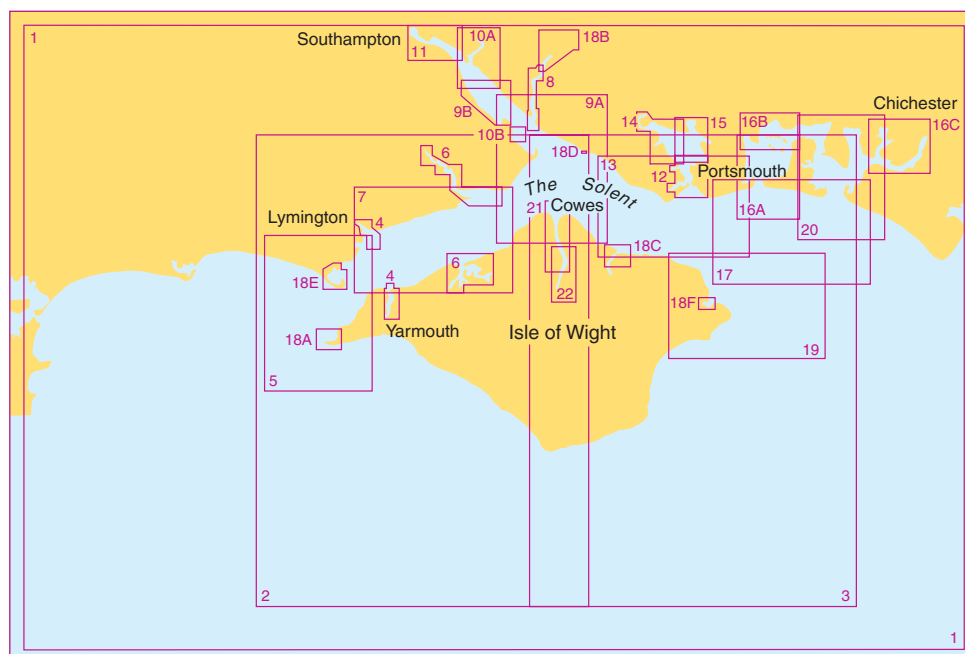 1
Southampton
11
10A
18B
8
9B
9A
10B
14
15
16B
Chichester
16C
6
18D
13
12
Portsmouth
The Solent
7
21
Cowes
16A
20
Lymington
4
18C
18E
4
6
17
22
18F
Yarmouth
Isle of Wight
18A
19
5
2
3
1